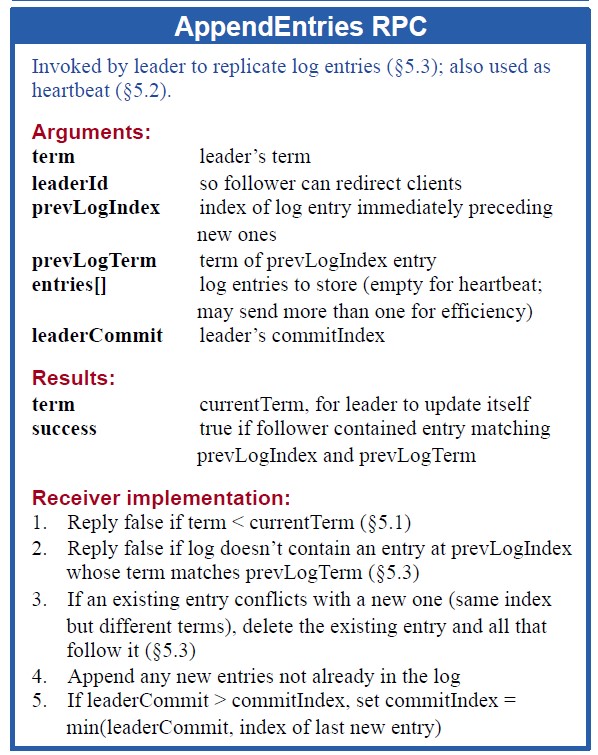 AppendEntries RPC
Invoked by leader to replicate log entries (§5.3); also used as
heartbeat (§5.2).
Arguments:
term leader’s term
leaderId so follower can redirect clients
prevLogIndex index of log entry immediately preceding
new ones
prevLogTerm term of prevLogIndex entry
entries[] log entries to store (empty for heartbeat;
may send more than one for efficiency)
leaderCommit leader’s commitIndex
Results:
term currentTerm, for leader to update itself
success true if follower contained entry matching
prevLogIndex and prevLogTerm
Receiver implementation:
1. Reply false if term < currentTerm (§5.1)
2. Reply false if log doesn’t contain an entry at prevLogIndex
whose term matches prevLogTerm (§5.3)
3. If an existing entry conflicts with a new one (same index
but different terms), delete the existing entry and all that
follow it (§5.3)
4. Append any new entries not already in the log
5. If leaderCommit > commitIndex, set commitIndex =
min(leaderCommit, index of last new entry)